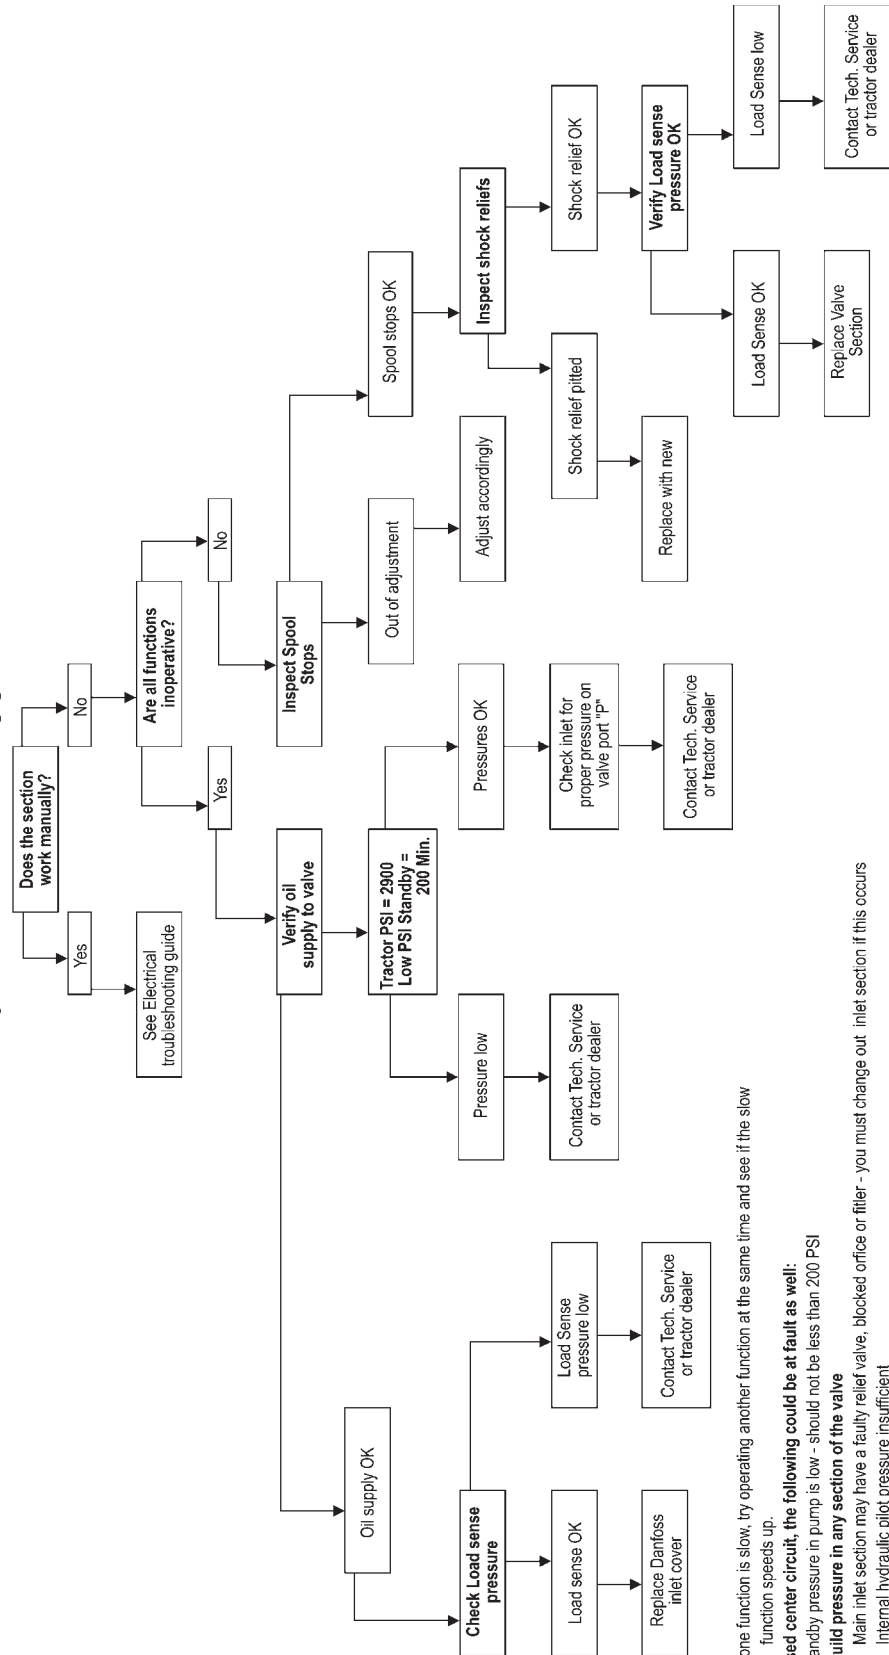 Does the section
work manually?
Yes
No
See Electrical
troubleshooting guide
Are all functions
inoperative?
Yes
No
Verify oil
supply to valve
Inspect Spool
Stops
Oil supply OK
Tractor PSI = 2900
Low PSI Standby =
200 Min.
Out of adjustment
Spool stops OK
Check Load sense
pressure
Pressure low
Pressures OK
Adjust accordingly
Inspect shock reliefs
Load sense OK
Load Sense
pressure low
Contact Tech. Service
or tractor dealer
Check inlet for
proper pressure on
valve port "P"
Shock relief pitted
Shock relief OK
Replace Danfoss
inlet cover
Contact Tech. Service
or tractor dealer
Contact Tech. Service
or tractor dealer
Replace with new
Verify Load sense
pressure OK
Load Sense OK
Load Sense low
Replace Valve
Section
Contact Tech. Service
or tractor dealer
one function is slow, try operating another function at the same time and see if the slow
function speeds up.
sed center circuit, the following could be at fault as well:
andby pressure in pump is low - should not be less than 200 PSI
uild pressure in any section of the valve
Main inlet section may have a faulty relief valve, blocked orfice or fitler - you must change out inlet section if this occurs
Internal hydraulic pilot pressure insufficient